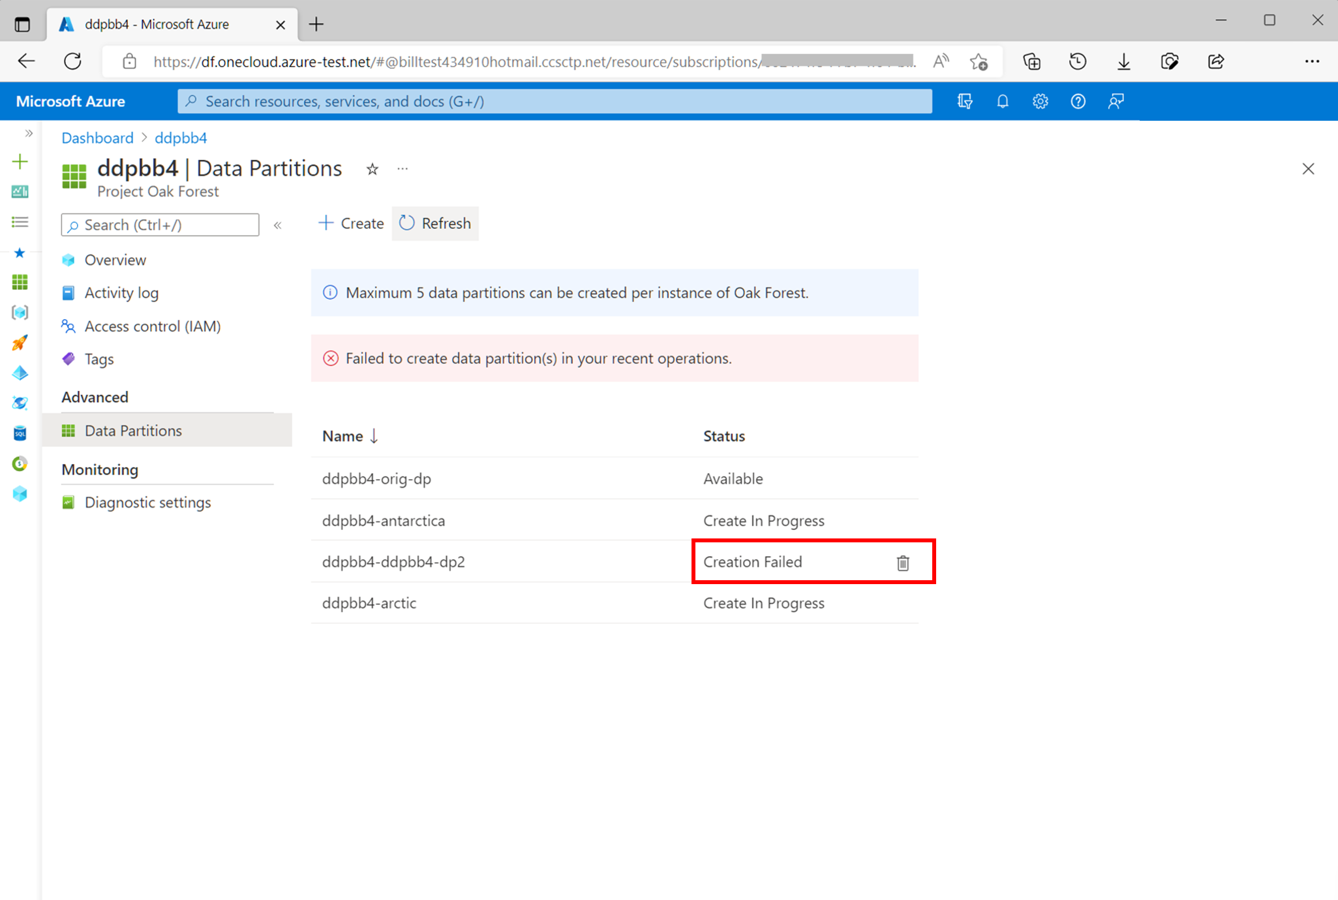 ddpbb4 - Microsoft Azure
https://df.onecloud.azure-test.net/#@billtest434910hotmail.ccsctp.net/resource/subscriptions/
Microsoft Azure
Search resources, services, and docs (G+/)
Dashboard > ddpbb4
ddpbb4 | Data Partitions
Project Oak Forest
Search (Ctrl+/)
Create
Refresh
Overview
Activity log
Access control (IAM)
Tags
Advanced
Data Partitions
Monitoring
Diagnostic settings
Maximum 5 data partitions can be created per instance of Oak Forest.
Failed to create data partition(s) in your recent operations.
Name ↓ Status
ddpbb4-orig-dp Available
ddpbb4-antarctica Create In Progress
ddpbb4-ddpbb4-dp2 Creation Failed
ddpbb4-arctic Create In Progress